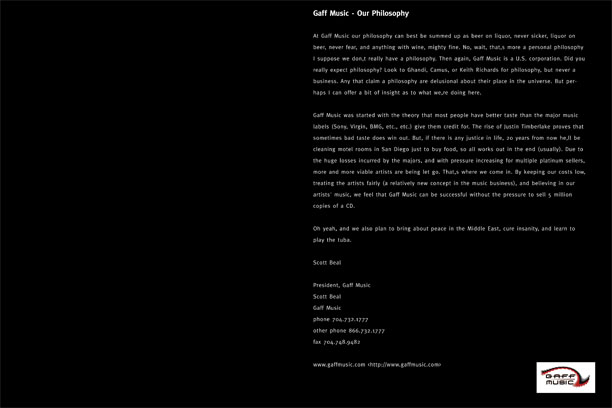 Gaff Music - Our Philosophy
At Gaff Music our philosophy can best be summed up as beer on liquor, never sicker, liquor on
beer, never fear, and anything with wine, mighty fine. No, wait, that,s more a personal philosophy
I suppose we don,t really have a philosophy. Then again, Gaff Music is a U.S. corporation. Did you
really expect philosophy? Look to Ghandi, Camus, or Keith Richards for philosophy, but never a
business. Any that claim a philosophy are delusional about their place in the universe. But per-
haps I can offer a bit of insight as to what we,re doing here.
Gaff Music was started with the theory that most people have better taste than the major music
labels (Sony, Virgin, BMG, etc., etc.) give them credit for. The rise of Justin Timberlake proves that
sometimes bad taste does win out. But, if there is any justice in life, 20 years from now he,ll be
cleaning motel rooms in San Diego just to buy food, so all works out in the end (usually). Due to
the huge losses incurred by the majors, and with pressure increasing for multiple platinum sellers,
more and more viable artists are being let go. That,s where we come in. By keeping our costs low,
treating the artists fairly (a relatively new concept in the music business), and believing in our
artists' music, we feel that Gaff Music can be successful without the pressure to sell 5 million
copies of a CD.
Oh yeah, and we also plan to bring about peace in the Middle East, cure insanity, and learn to
play the tuba.
Scott Beal
President, Gaff Music
Scott Beal
Gaff Music
phone 704.732.1777
other phone 866.732.1777
fax 704.748.9482
www.gaffmusic.com <http://www.gaffmusic.com>
GAFF
MUSIC